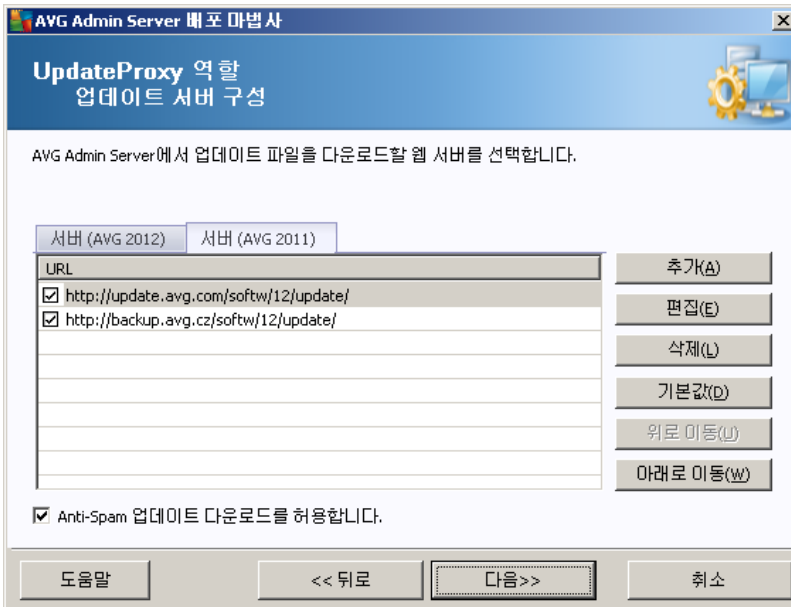 AVG Admin Server 배포 마법사
UpdateProxy 역할
업데이트 서버 구성
AVG Admin Server에서 업데이트 파일을 다운로드할 웹 서버를 선택합니다.
서버 (AVG 2012)
서버 (AVG 2011)
URL
http://update.avg.com/softw/12/update/
http://backup.avg.cz/softw/12/update/
추가(A)
편집(E)
삭제(L)
기본값(D)
위로 이동(U)
아래로 이동(W)
Anti-Spam 업데이트 다운로드를 허용합니다.
도움말
<< 뒤로
다음>>
취소